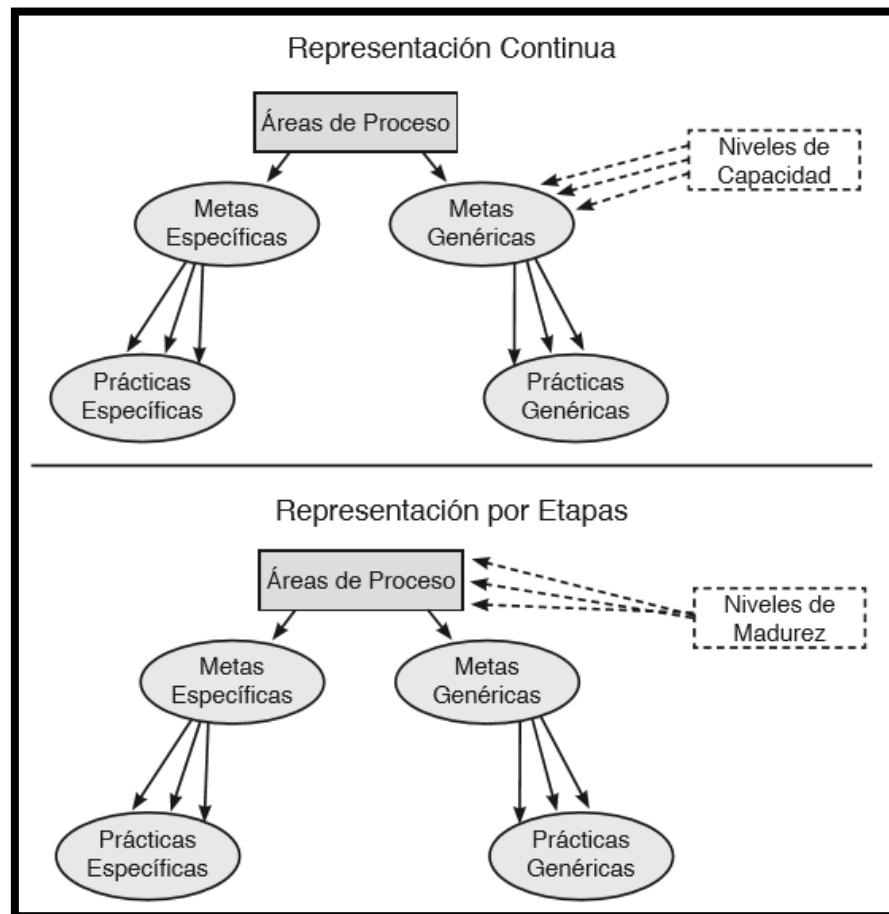 Representación Continua
Áreas de Proceso
Niveles de
Capacidad
Metas
Específicas
Metas
Genéricas
Prácticas
Específicas
Prácticas
Genéricas
Representación por Etapas
Áreas de Proceso
Niveles de
Madurez
Metas
Específicas
Metas
Genéricas
Prácticas
Específicas
Prácticas
Genéricas